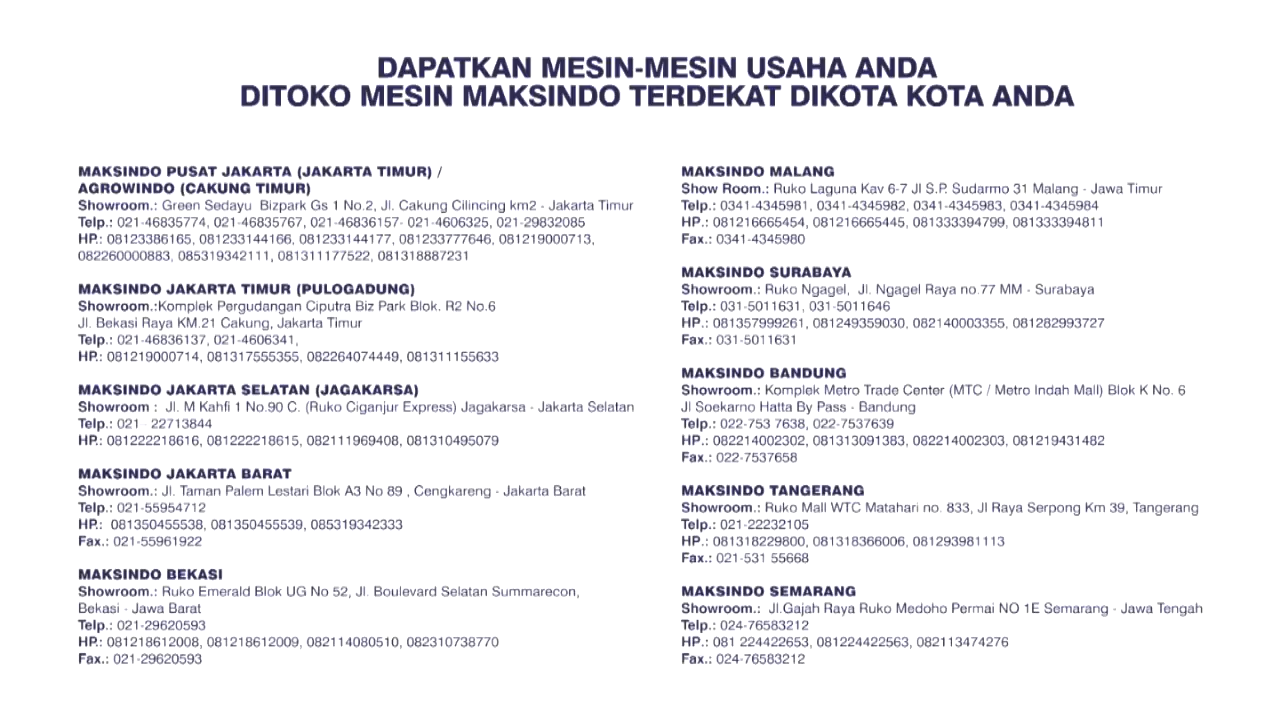 DAPATKAN MESIN-MESIN USAHA ANDA
DITOKO MESIN MAKSINDO TERDEKAT DIKOTA KOTA ANDA
MAKSINDO PUSAT JAKARTA (JAKARTA TIMUR) /
AGROWINDO (CAKUNG TIMUR)
Showroom.: Green Sedayu Bizpark Gs 1 No.2, Jl. Cakung Cilincing km2 - Jakarta Timur
Telp.: 021-46835774, 021-46835767, 021-46836157- 021-4606325, 021-29832085
HP.: 08123386165, 081233144166, 081233144177, 081233777646, 081219000713,
082260000883, 085319342111, 081311177522, 081318887231
MAKSINDO JAKARTA TIMUR (PULOGADUNG)
Showroom.:Komplek Pergudangan Ciputra Biz Park Blok. R2 No.6
Jl. Bekasi Raya KM.21 Cakung, Jakarta Timur
Telp.: 021-46836137, 021-4606341,
HP.: 081219000714, 081317555355, 082264074449, 081311155633
MAKSINDO JAKARTA SELATAN (JAGAKARSA)
Showroom : Jl. M Kahfi 1 No.90 C. (Ruko Ciganjur Express) Jagakarsa - Jakarta Selatan
Telp.: 021 - 22713844
HP.: 081222218616, 081222218615, 082111969408, 081310495079
MAKSINDO JAKARTA BARAT
Showroom.: Jl. Taman Palem Lestari Blok A3 No 89 , Cengkareng - Jakarta Barat
Telp.: 021-55954712
HP.: 081350455538, 081350455539, 085319342333
Fax.: 021-55961922
MAKSINDO BEKASI
Showroom.: Ruko Emerald Blok UG No 52, Jl. Boulevard Selatan Summarecon,
Bekasi - Jawa Barat
Telp.: 021-29620593
HP.: 081218612008, 081218612009, 082114080510, 082310738770
Fax.: 021-29620593
MAKSINDO MALANG
Show Room.: Ruko Laguna Kav 6-7 Jl S.P. Sudarmo 31 Malang - Jawa Timur
Telp.: 0341-4345981, 0341-4345982, 0341-4345983, 0341-4345984
HP.: 081216665454, 081216665445, 081333394799, 081333394811
Fax.: 0341-4345980
MAKSINDO SURABAYA
Showroom.: Ruko Ngagel, Jl. Ngagel Raya no.77 MM - Surabaya
Telp.: 031-5011631, 031-5011646
HP.: 081357999261, 081249359030, 082140003355, 081282993727
Fax.: 031-5011631
MAKSINDO BANDUNG
Showroom.: Komplek Metro Trade Center (MTC / Metro Indah Mall) Blok K No. 6
Jl Soekarno Hatta By Pass - Bandung
Telp.: 022-753 7638, 022-7537639
HP.: 082214002302, 081313091383, 082214002303, 081219431482
Fax.: 022-7537658
MAKSINDO TANGERANG
Showroom.: Ruko Mall WTC Matahari no. 833, Jl Raya Serpong Km 39, Tangerang
Telp.: 021-22232105
HP.: 081318229800, 081318366006, 081293981113
Fax.: 021-531 55668
MAKSINDO SEMARANG
Showroom.: Jl.Gajah Raya Ruko Medoho Permai NO 1E Semarang - Jawa Tengah
Telp.: 024-76583212
HP.: 081 224422653, 081224422563, 082113474276
Fax.: 024-76583212